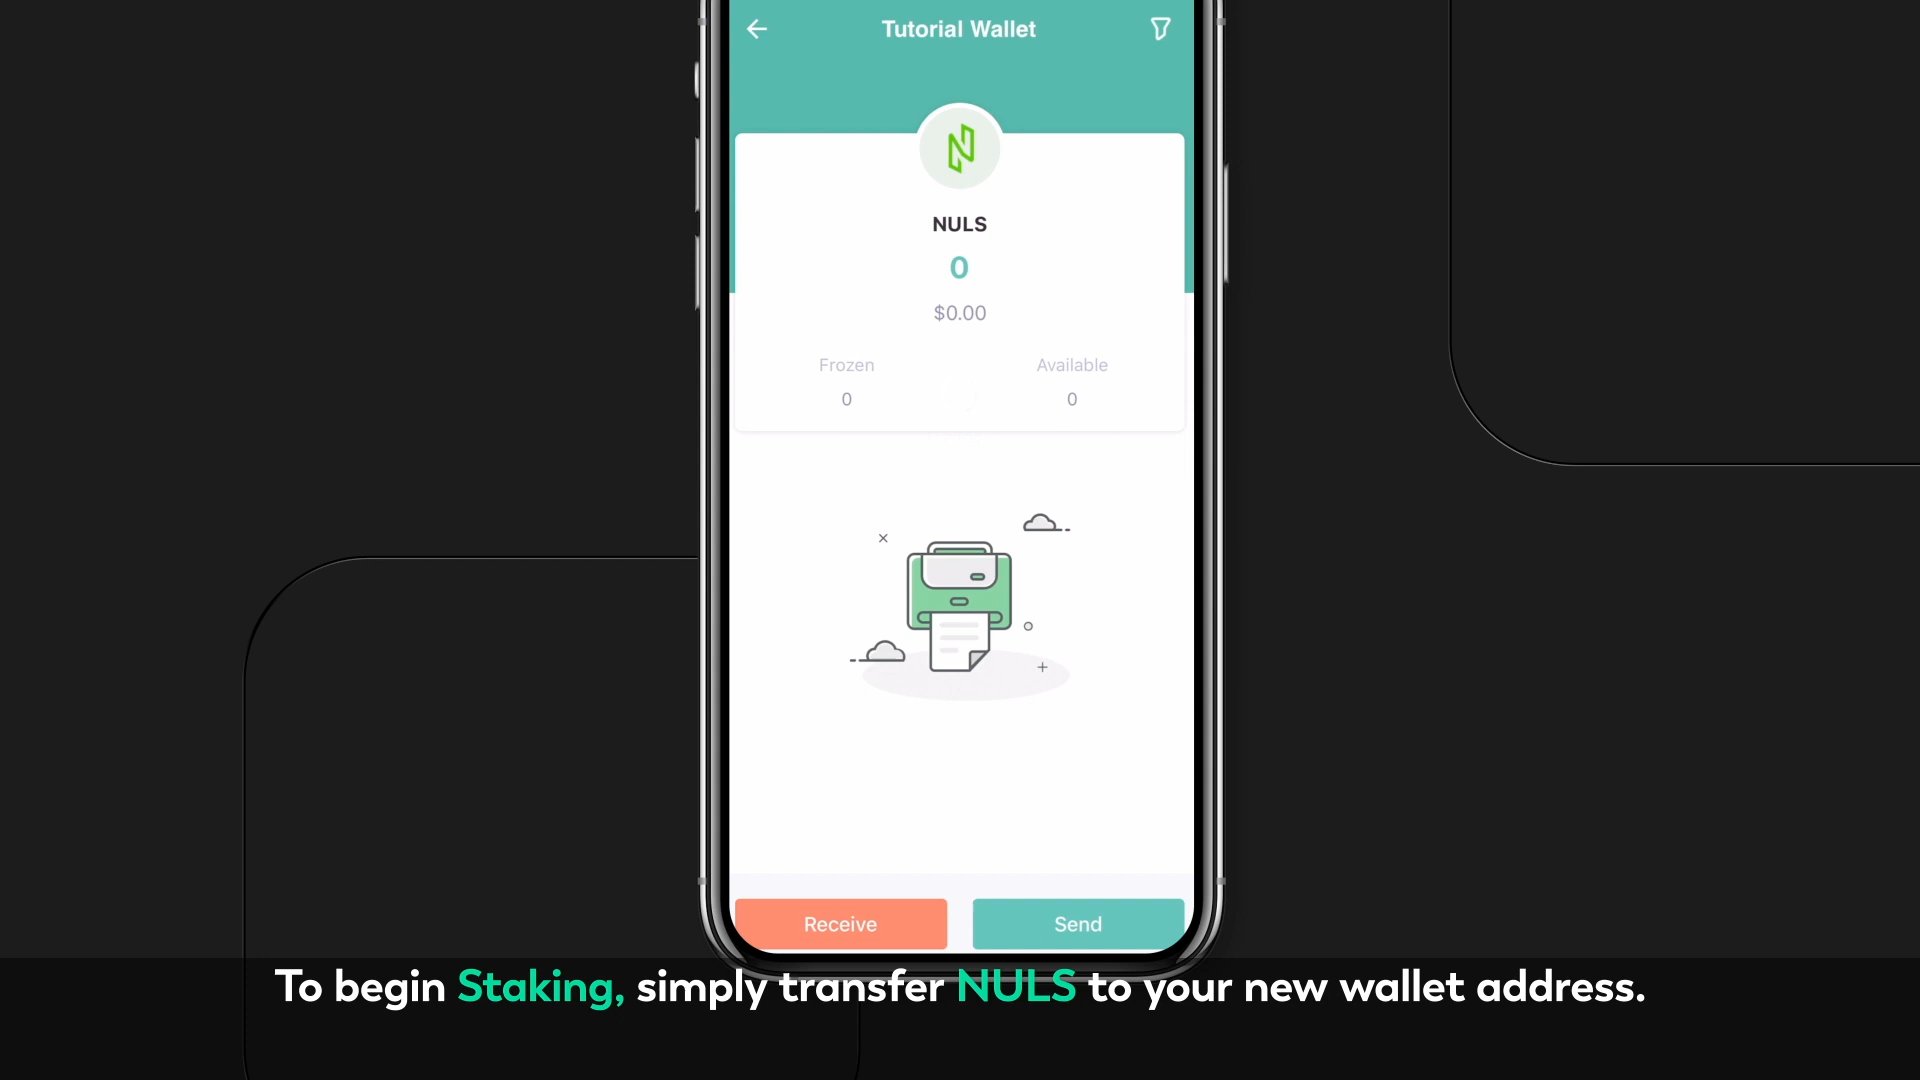 Tutorial Wallet
NULS
0
$0.00
Frozen Available
0 0
Receive Send
To begin Staking, simply transfer NULS to your new wallet address.